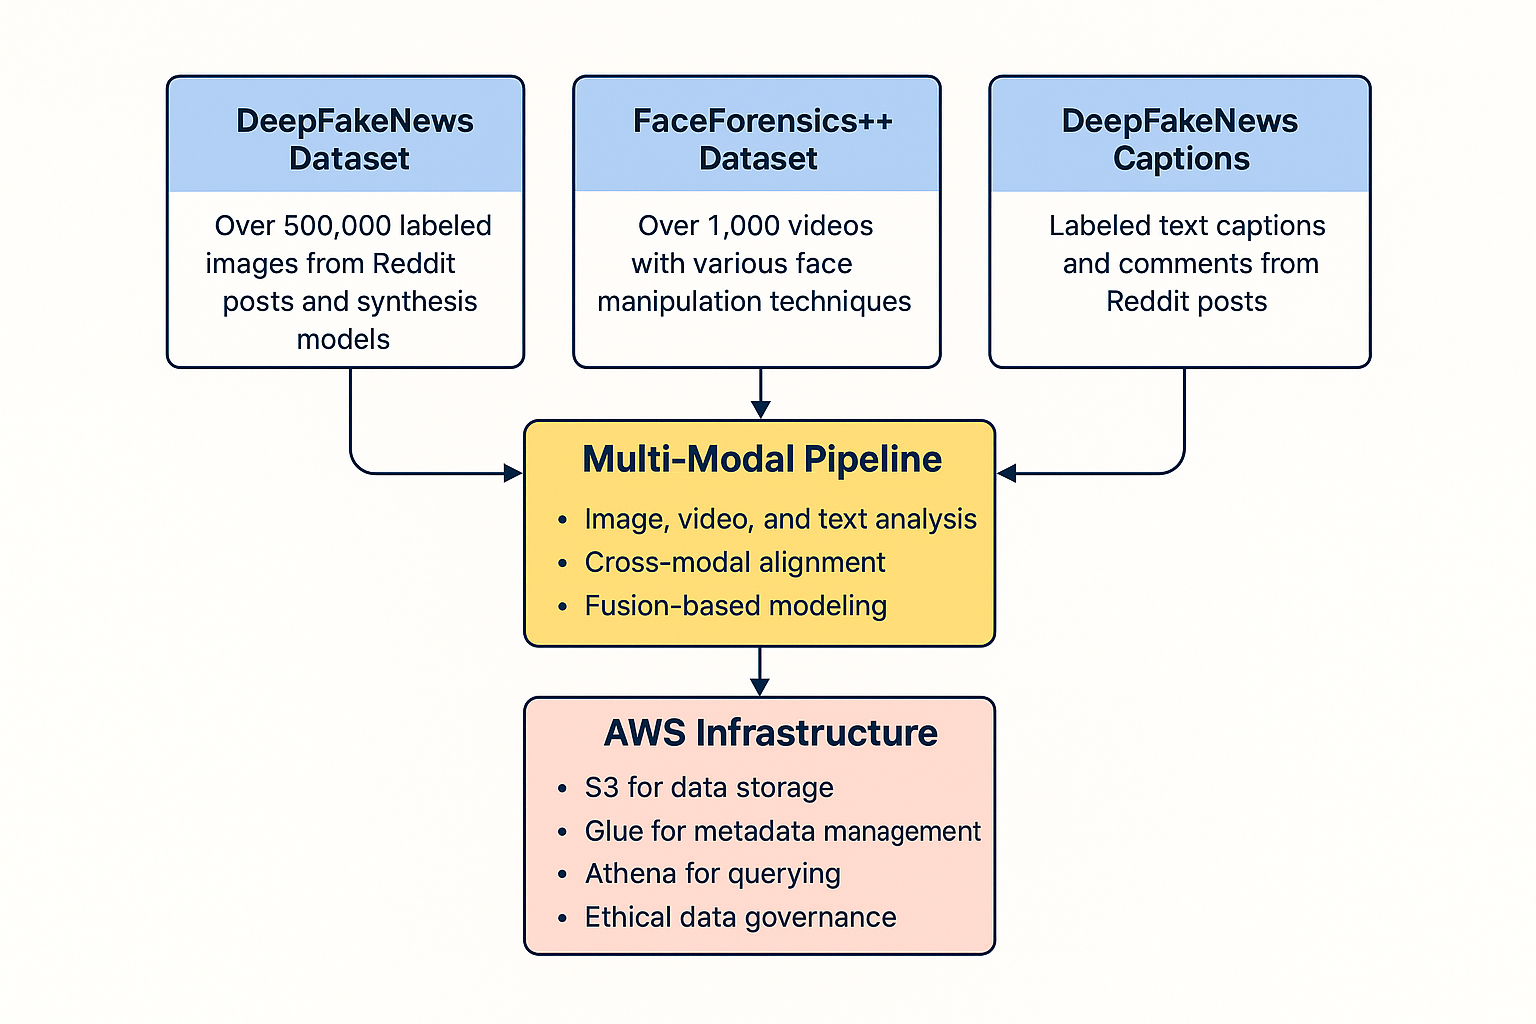 DeepFakeNews
Dataset
Over 500,000 labeled
images from Reddit
posts and synthesis
models
FaceForensics++
Dataset
Over 1,000 videos
with various face
manipulation techniques
DeepFakeNews
Captions
Labeled text captions
and comments from
Reddit posts
Multi-Modal Pipeline
• Image, video, and text analysis
• Cross-modal alignment
• Fusion-based modeling
AWS Infrastructure
• S3 for data storage
• Glue for metadata management
• Athena for querying
• Ethical data governance